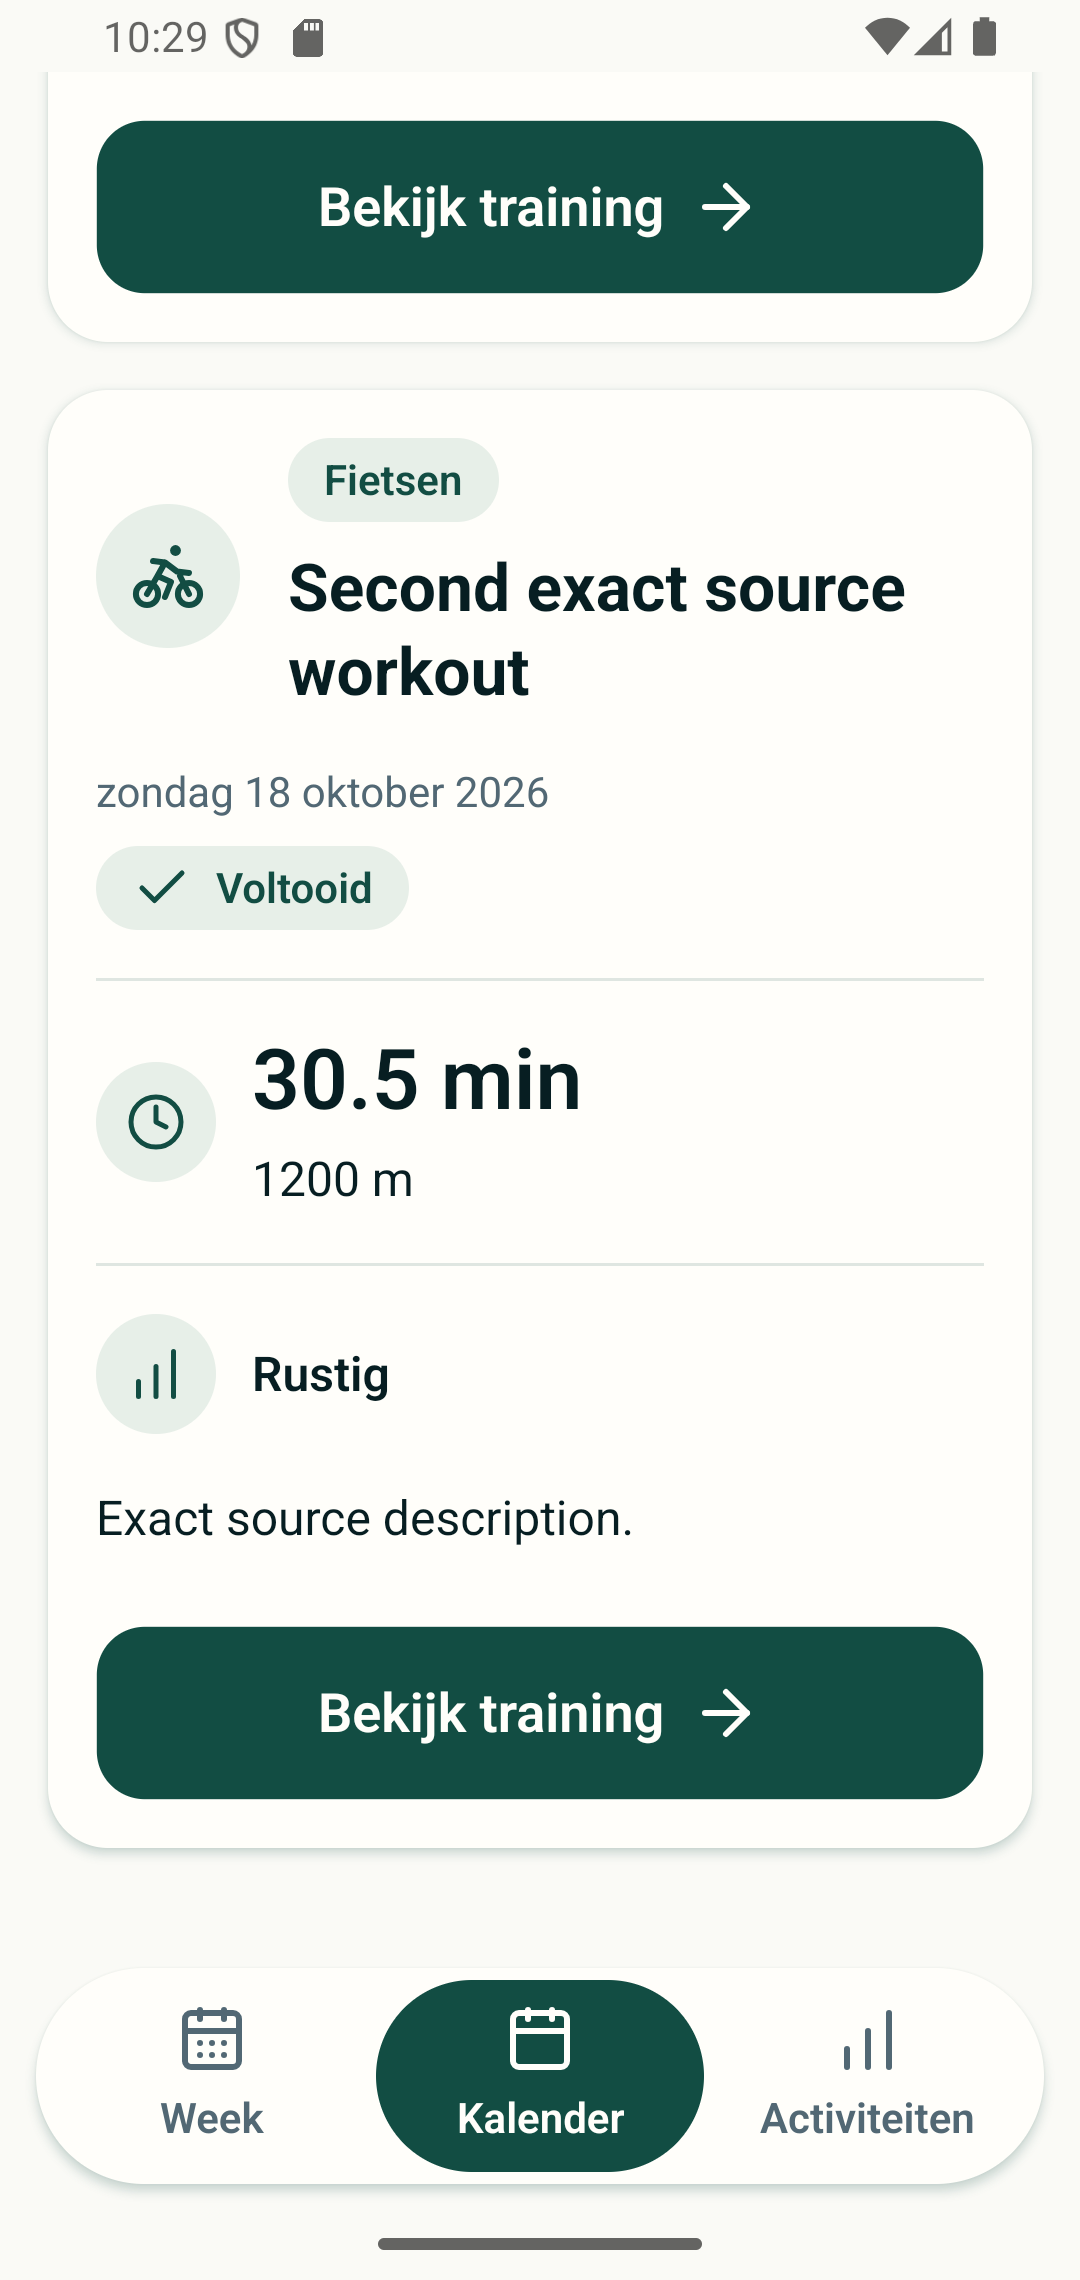 10:29
Bekijk training
Fietsen
Second exact source
workout
zondag 18 oktober 2026
Voltooid
30.5 min
1200 m
Rustig
Exact source description.
Bekijk training
Week
Kalender
Activiteiten